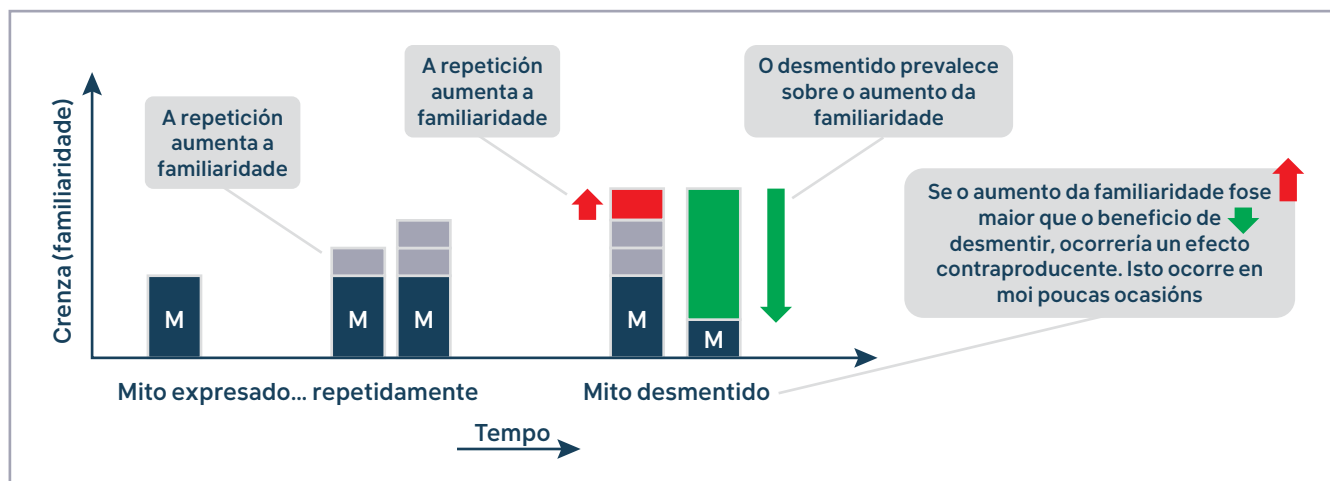 A repetición
aumenta a
familiaridade
A repetición
aumenta a
familiaridade
O desmentido prevalece
sobre o aumento da
familiaridade
Se o aumento da familiaridade fose
maior que o beneficio de
desmentir, ocorrería un efecto
contraproducente. Isto ocorre en
moi poucas ocasións
Crenza (familiaridade)
M
M
M
M
M
Mito expresado... repetidamente
Mito desmentido
Tempo